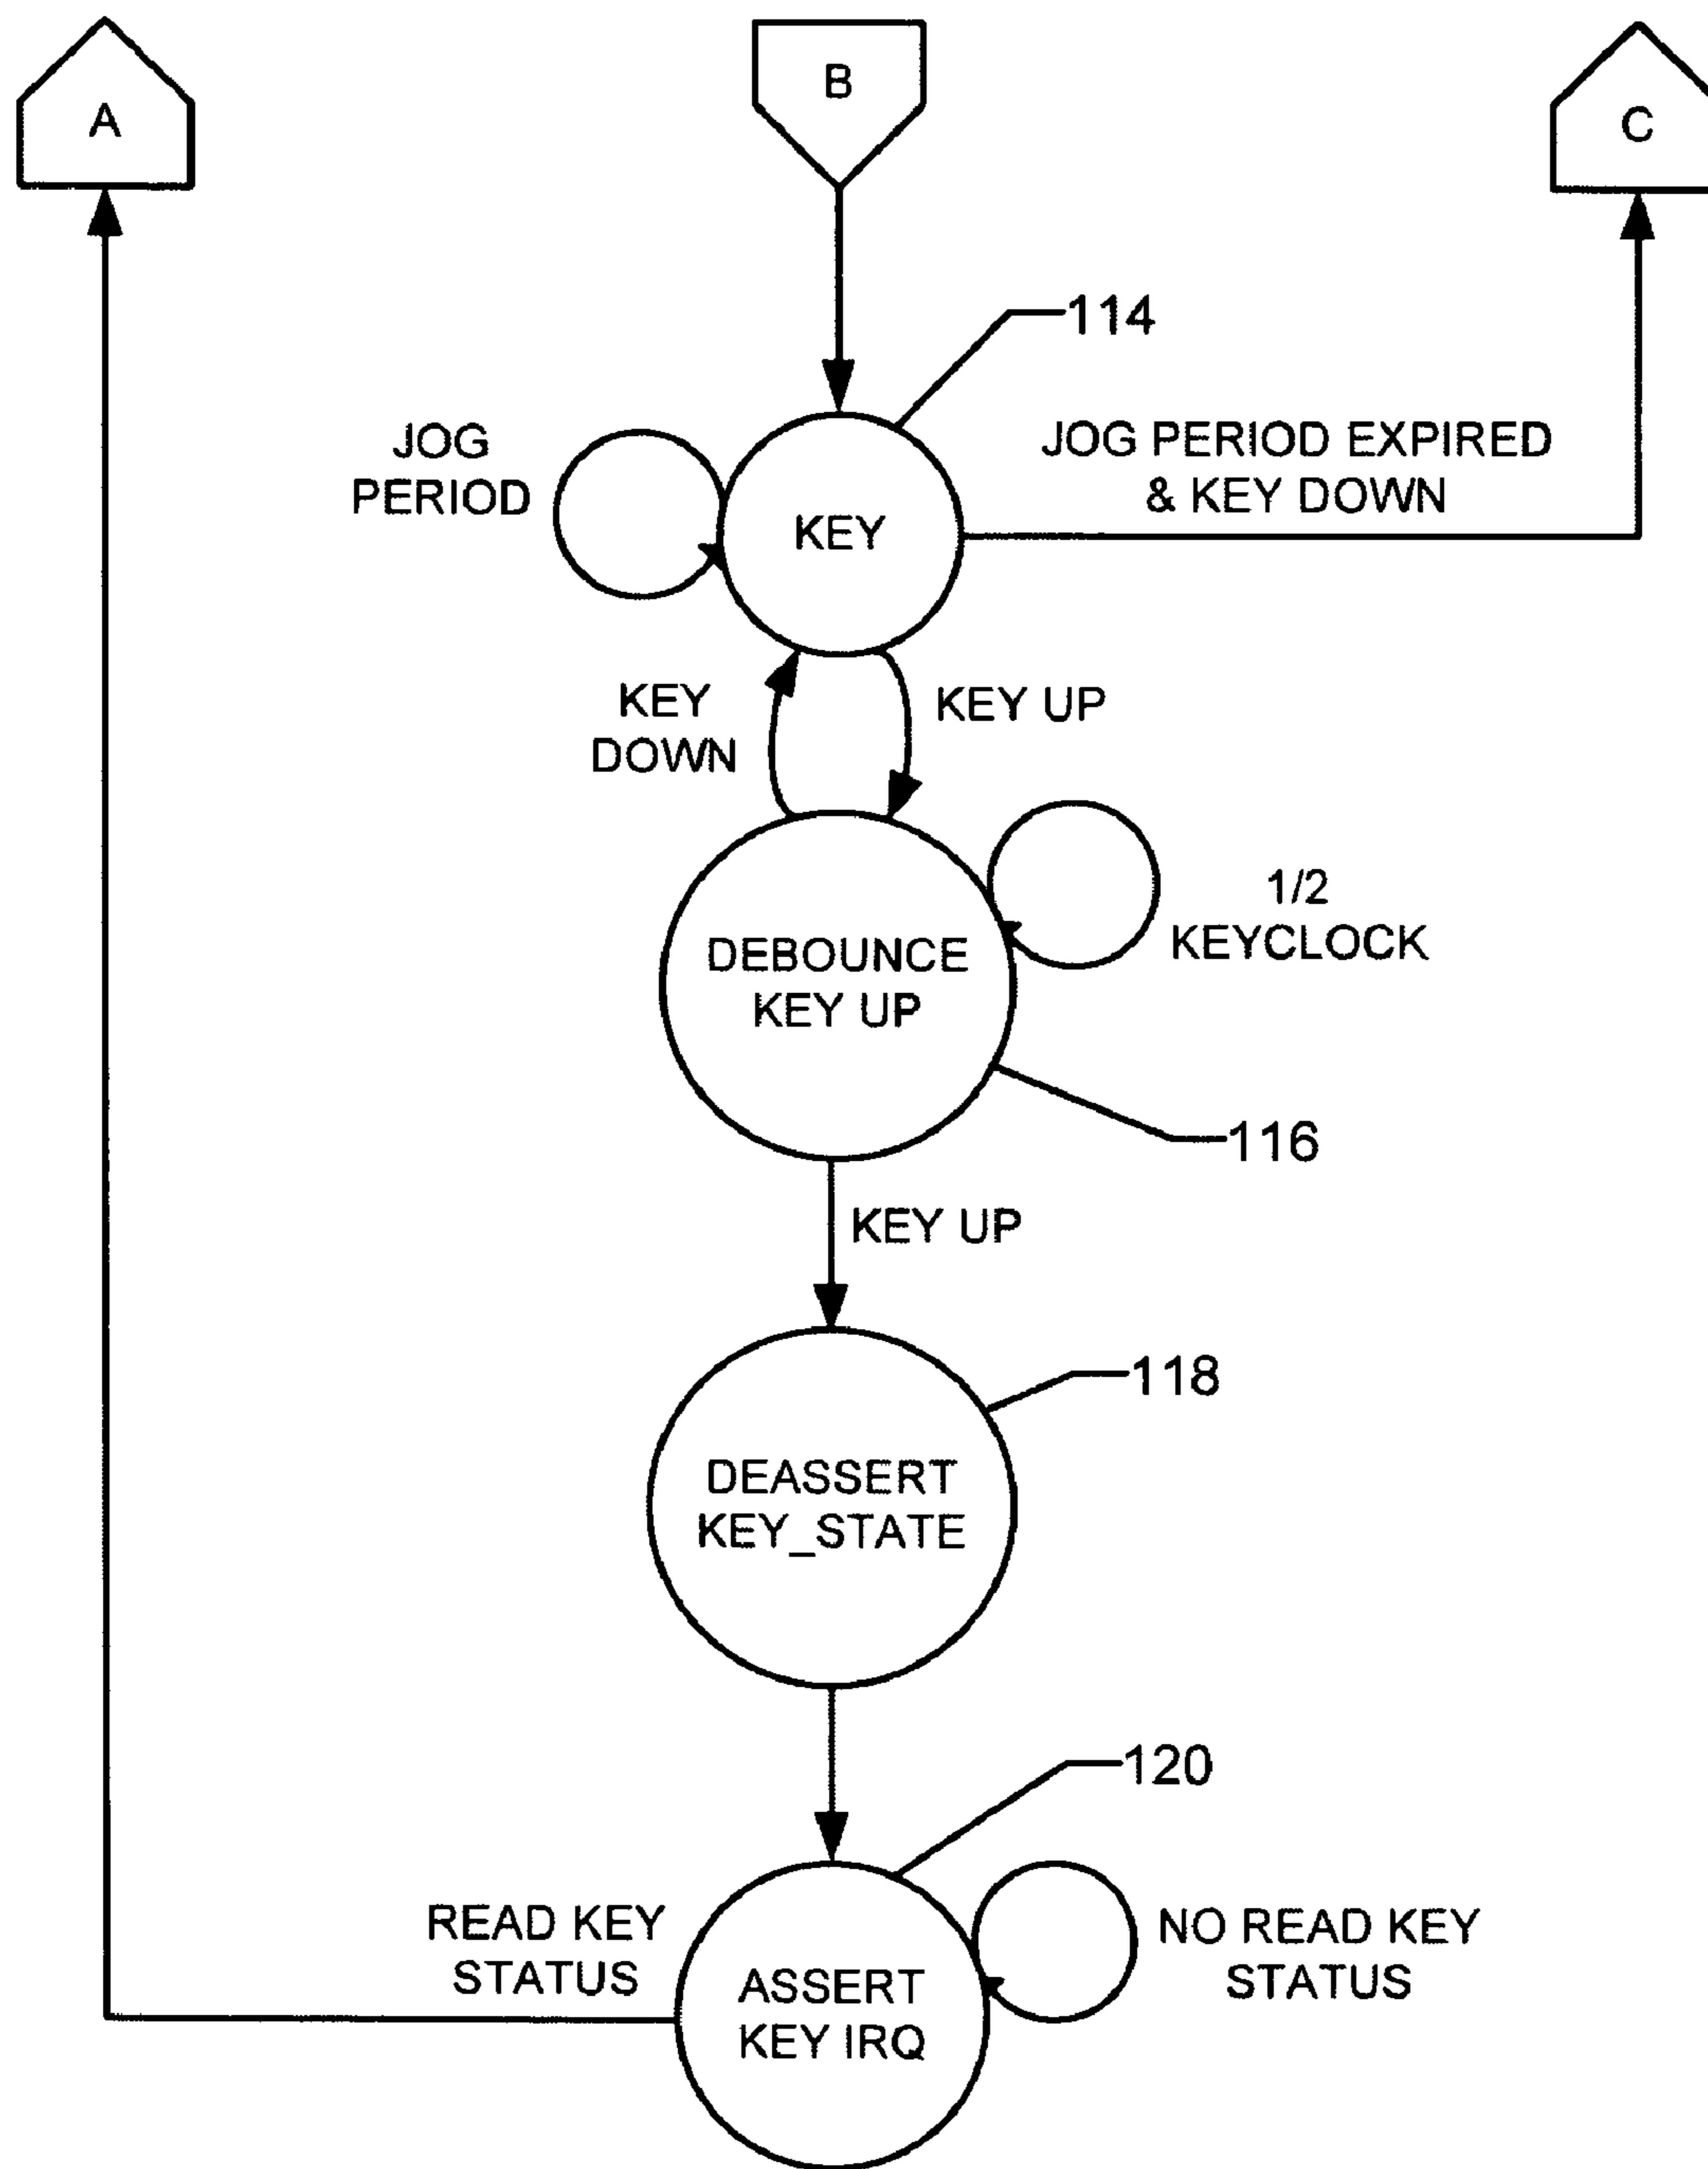 A
B
C
114
JOG
PERIOD
JOG PERIOD EXPIRED
& KEY DOWN
KEY
KEY
DOWN
KEY UP
1/2
KEYCLOCK
DEBOUNCE
KEY UP
116
KEY UP
118
DEASSERT
KEY_STATE
120
READ KEY
STATUS
NO READ KEY
STATUS
ASSERT
KEY IRQ